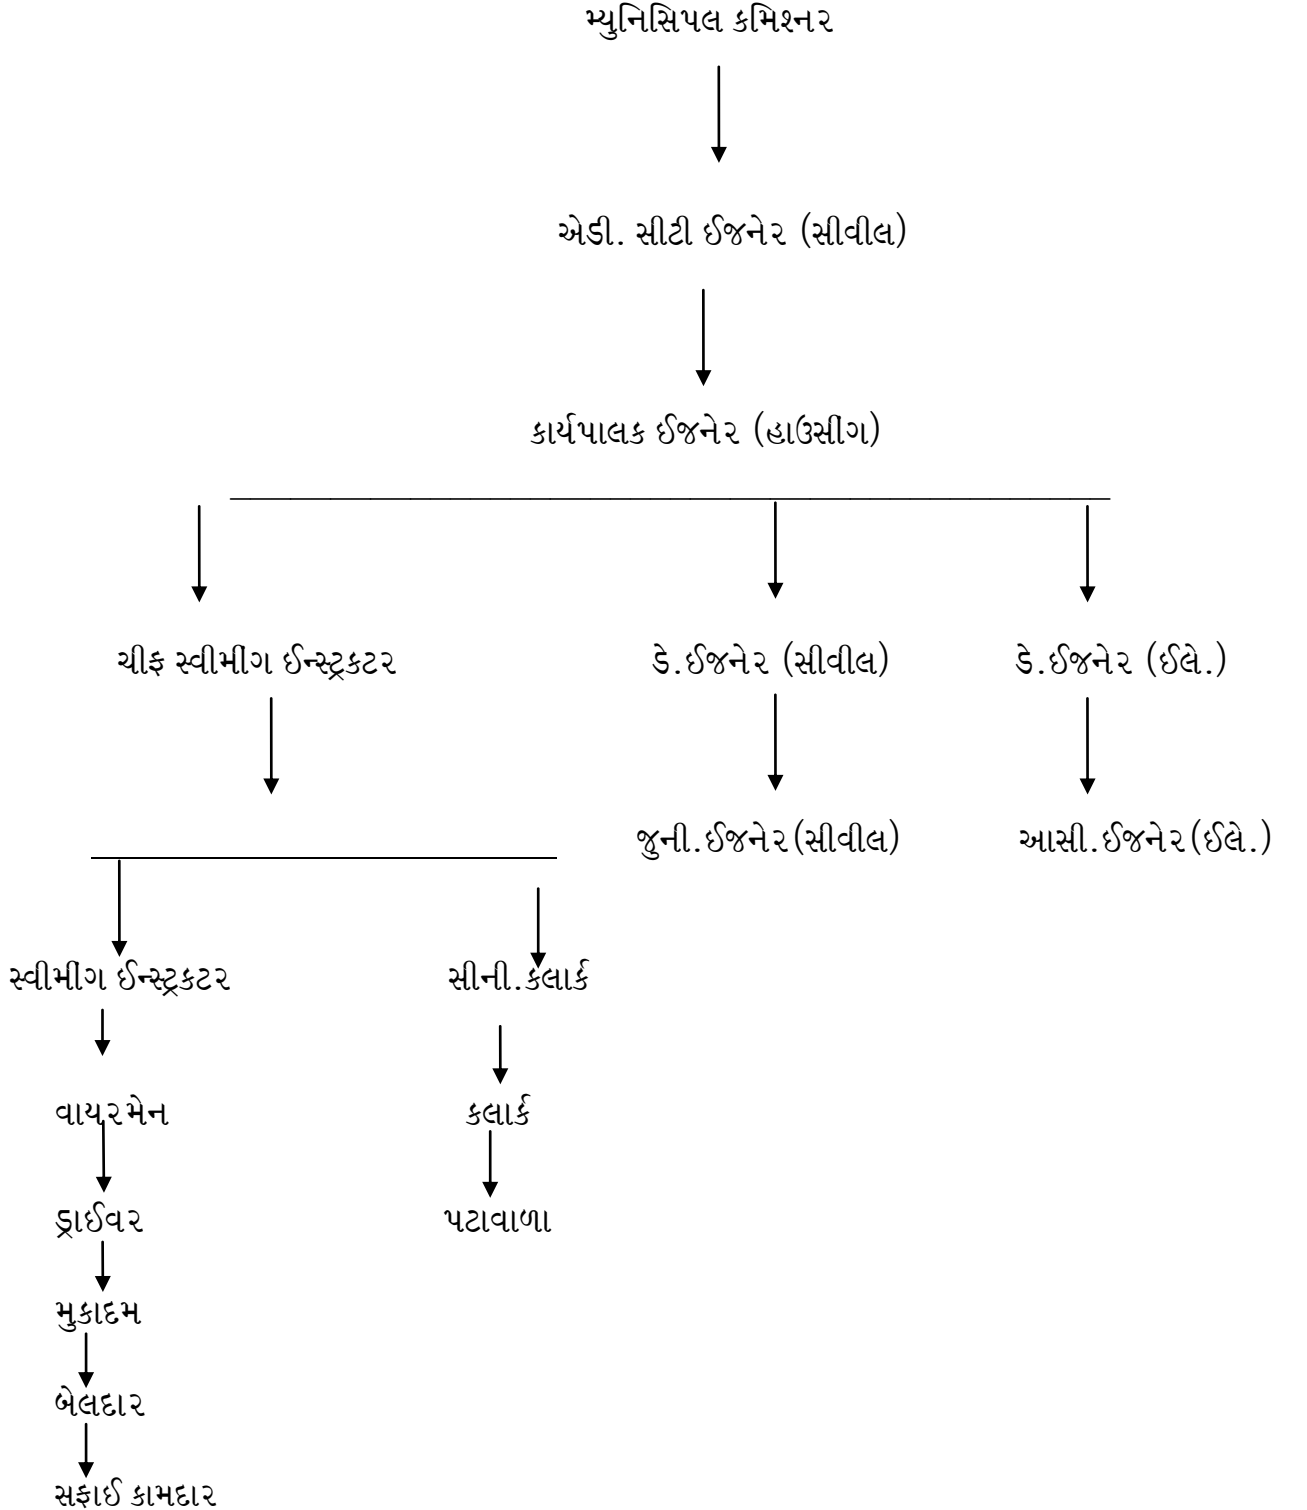 મ્યુનિસિપલ કમિશ્નર
એડી. સીટી ઈજનેર (સીવીલ)
કાર્યપાલક ઈજનેર (હાઉસીંગ)
ચીફ સ્વીમીંગ ઈન્સ્ટ્રકટર ડે.ઈજનેર (સીવીલ) ડે.ઈજનેર (ઈલે.)
જુની.ઈજનેર(સીવીલ) આસી.ઈજનેર(ઈલે.)
સ્વીમીંગ ઈન્સ્ટ્રકટર સીની.કલાર્ક
વાયરમેન કલાર્ક
ડ્રાઈવર પટાવાળા
મુકાદમ
બેલદાર
સફાઈ કામદાર